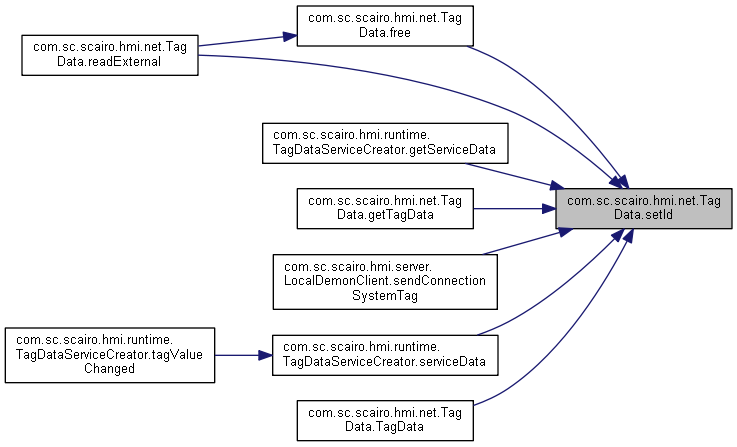 com.sc.scairo.hmi.net.Tag
Data.free
com.sc.scairo.hmi.net.Tag
Data.readExternal
com.sc.scairo.hmi.runtime.
TagDataServiceCreator.getServiceData
com.sc.scairo.hmi.net.Tag
Data.getTagData
com.sc.scairo.hmi.net.Tag
Data.setId
com.sc.scairo.hmi.server.
LocalDemonClient.sendConnection
SystemTag
com.sc.scairo.hmi.runtime.
TagDataServiceCreator.tagValue
Changed
com.sc.scairo.hmi.runtime.
TagDataServiceCreator.serviceData
com.sc.scairo.hmi.net.Tag
Data.TagData